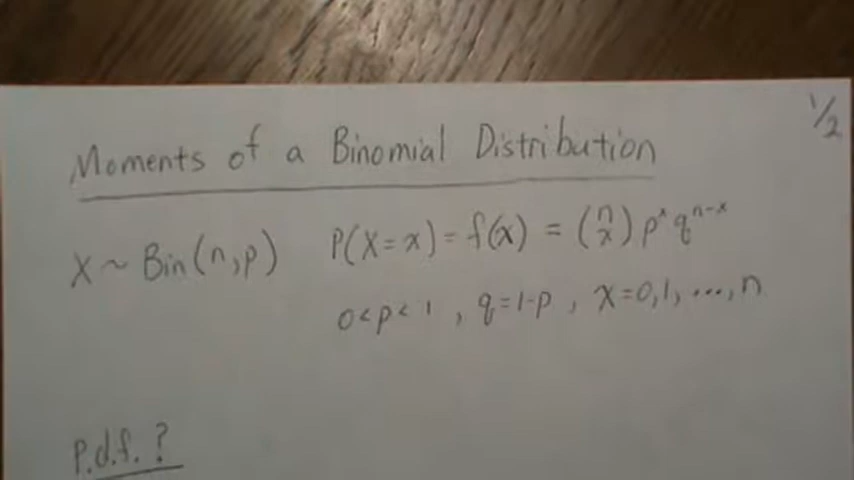 1/2
Moments of a Binomial Distribution
X ~ Bin(n,p) P(X=x) = f(x) = (n x) p^x q^{n-x}
0<p<1, q=1-p, x=0,1,...,n
P.d.f.?